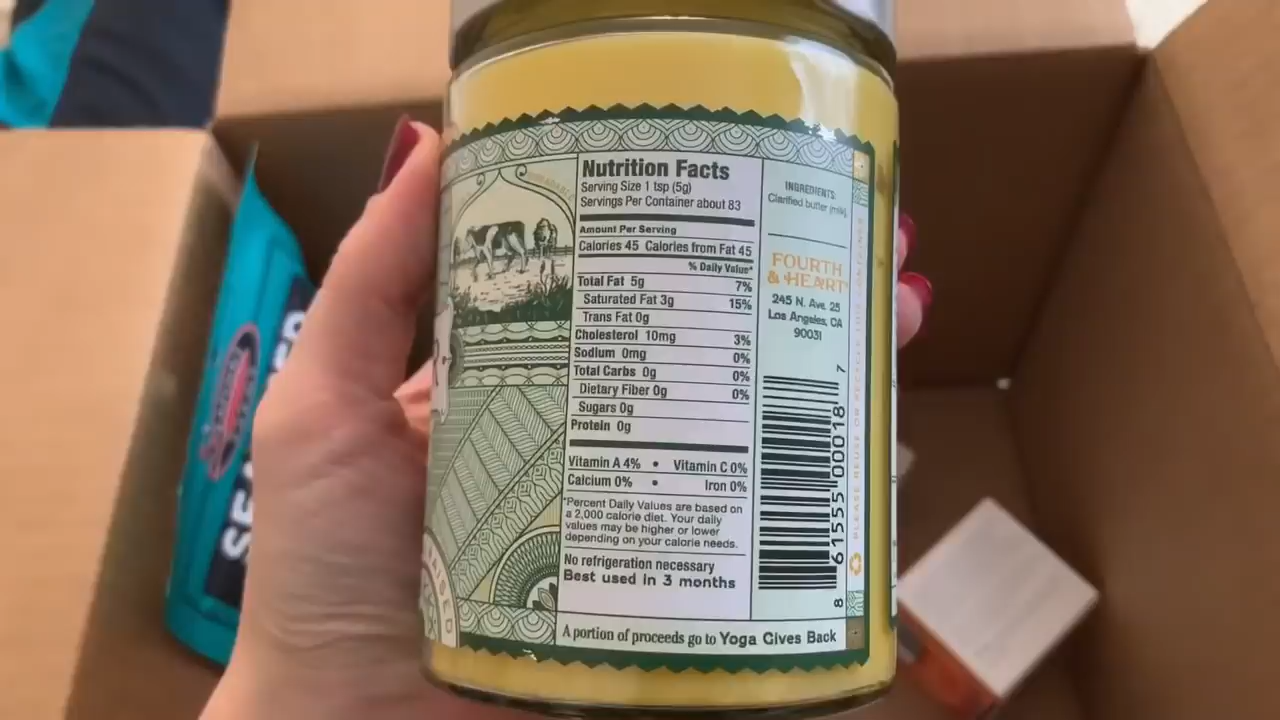 Nutrition Facts
Serving Size 1 tsp (5g)
Servings Per Container about 83
Amount Per Serving
Calories 45 Calories from Fat 45
% Daily Value*
Total Fat 5g 7%
Saturated Fat 3g 15%
Trans Fat 0g
Cholesterol 10mg 3%
Sodium 0mg 0%
Total Carbs 0g 0%
Dietary Fiber 0g 0%
Sugars 0g
Protein 0g
Vitamin A 4% • Vitamin C 0%
Calcium 0% • Iron 0%
*Percent Daily Values are based on
a 2,000 calorie diet. Your daily
values may be higher or lower
depending on your calorie needs.
No refrigeration necessary
Best used in 3 months
INGREDIENTS:
Clarified butter (milk)
FOURTH
& HEART
245 N. Ave. 25
Los Angeles, CA
90031
8 61555 00018 7
PLEASE REUSE OR RECYCLE THIS CONTAINER
A portion of proceeds go to Yoga Gives Back